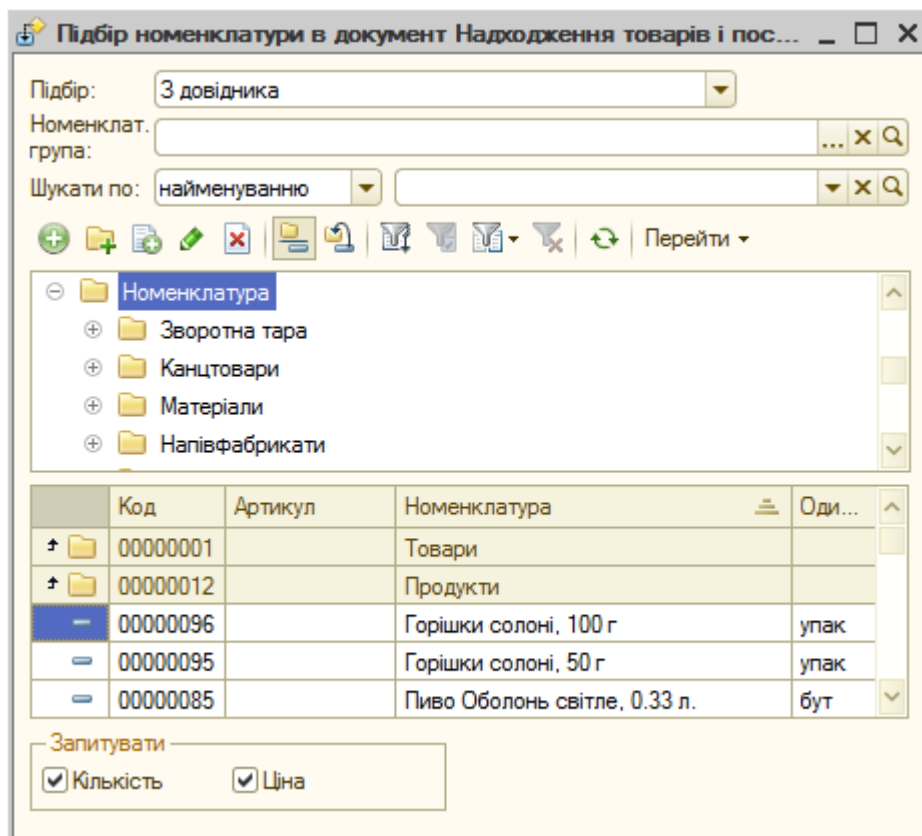 Підбір номенклатури в документ Надходження товарів і пос...
Підбір: З довідника
Номенклат. група: ...
Шукати по: найменуванню
Перейти
Номенклатура
Зворотна тара
Канцтовари
Матеріали
Напівфабрикати
Код Артикул Номенклатура Оди...
00000001 Товари
00000012 Продукти
00000096 Горішки солоні, 100 г упак
00000095 Горішки солоні, 50 г упак
00000085 Пиво Оболонь світле, 0.33 л. бут
Запитувати
Кількість Ціна